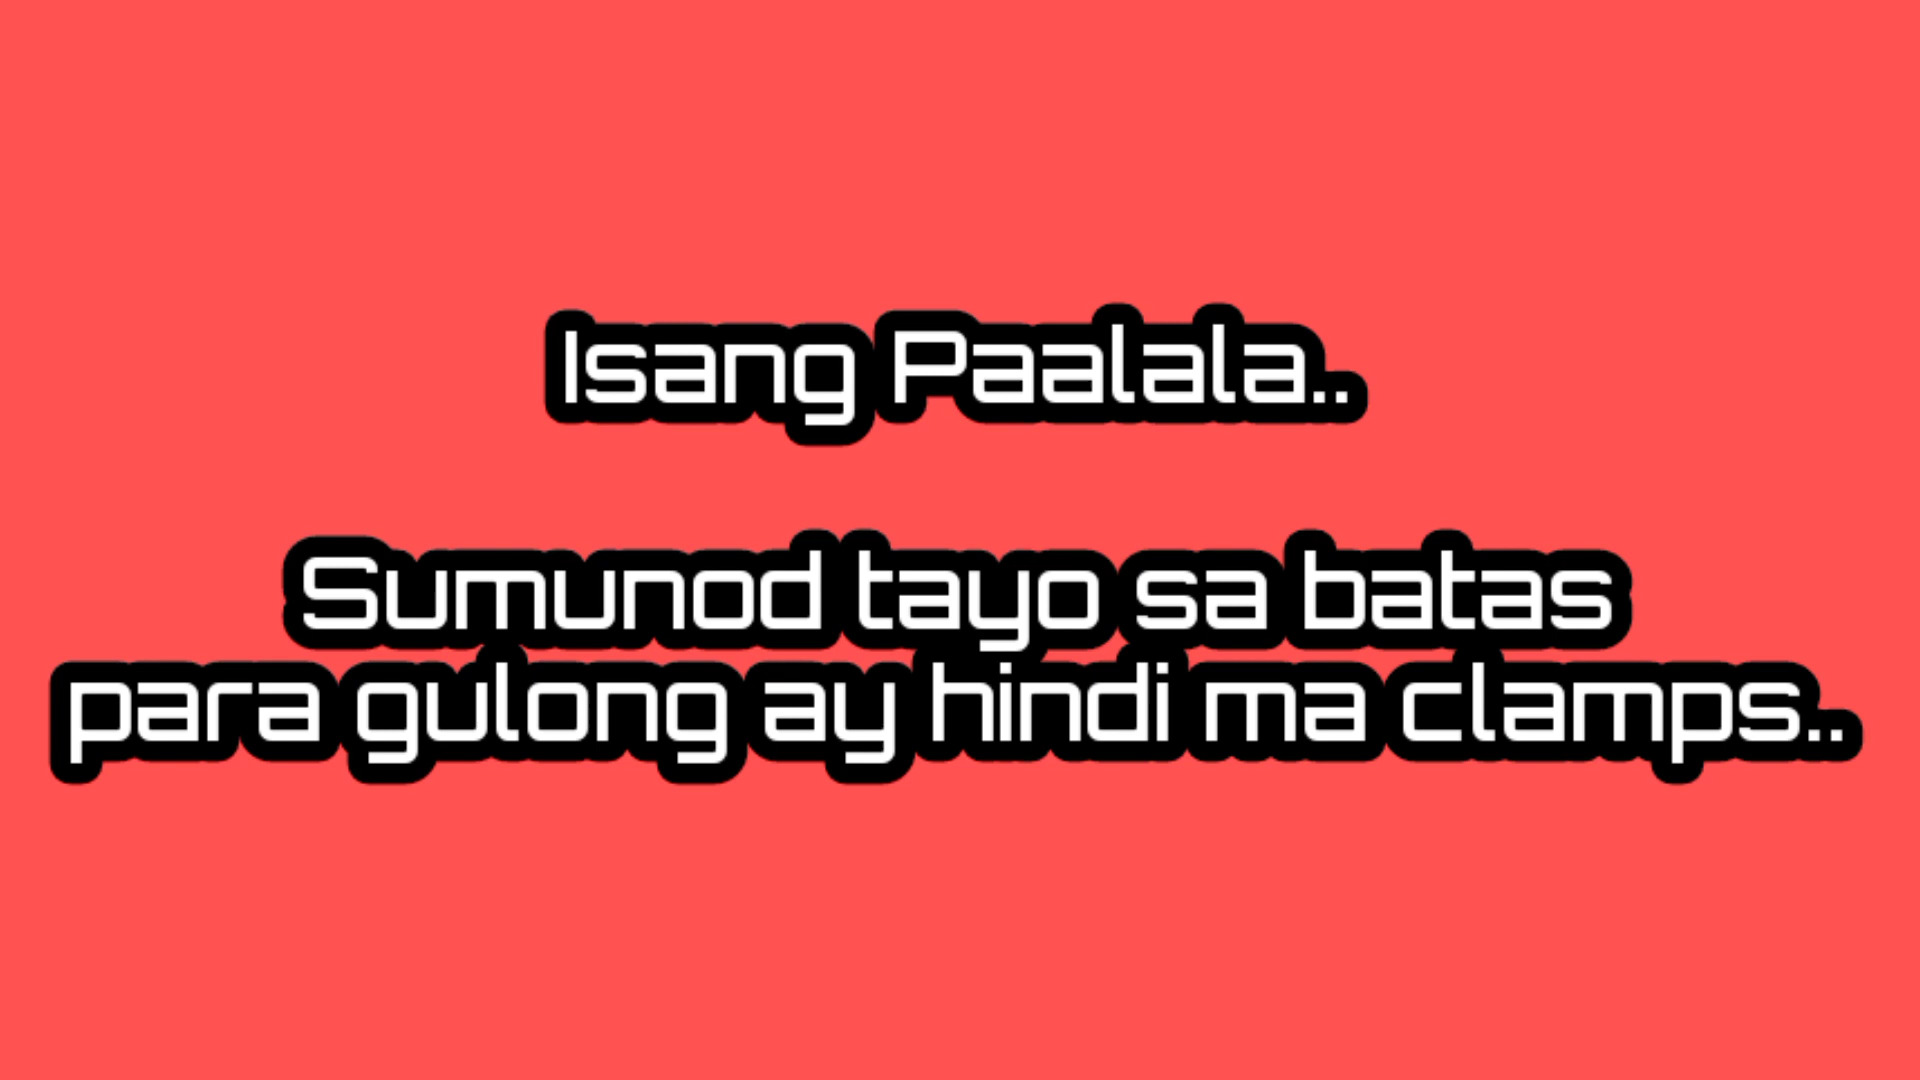 Isang Paalala..
Sumunod tayo sa batas
para gulong ay hindi ma clamps..